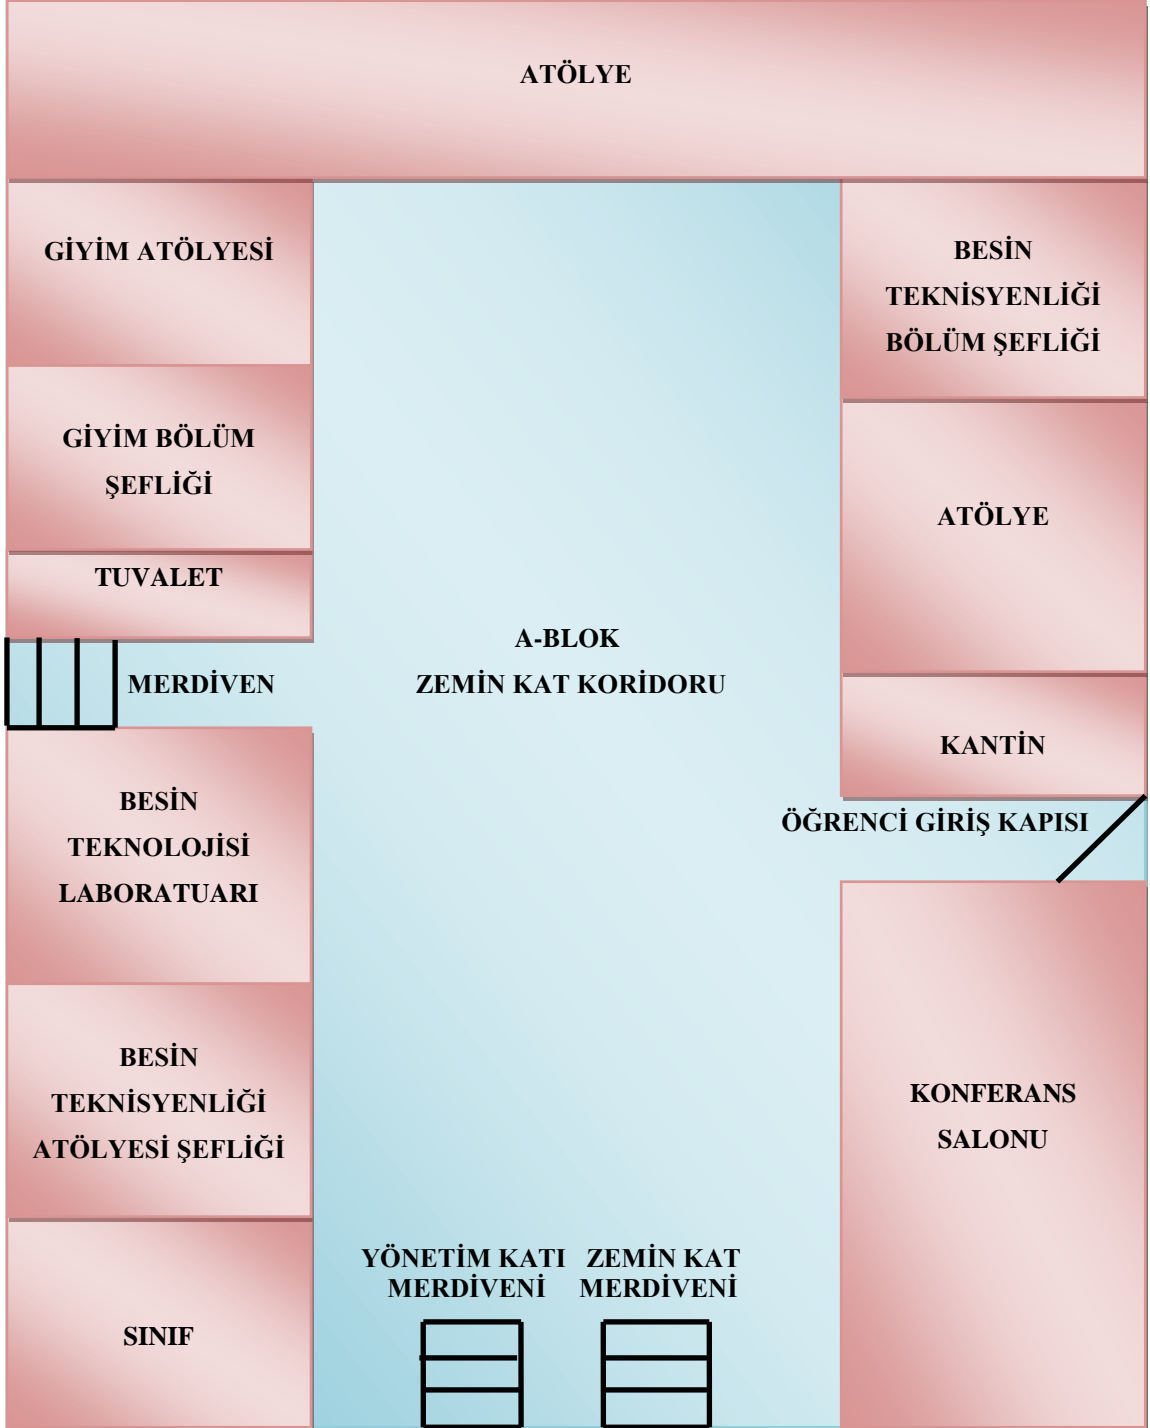 ATÖLYE
GİYİM ATÖLYESİ
BESİN
TEKNİSYENLİĞİ
BÖLÜM ŞEFLİĞİ
GİYİM BÖLÜM
ŞEFLİĞİ
ATÖLYE
TUVALET
A-BLOK
ZEMİN KAT KORİDORU
MERDİVEN
KANTİN
ÖĞRENCİ GİRİŞ KAPISI
BESİN
TEKNOLOJİSİ
LABORATUARI
BESİN
TEKNİSYENLİĞİ
ATÖLYESİ ŞEFLİĞİ
KONFERANS
SALONU
YÖNETİM KATI
MERDİVENİ
ZEMİN KAT
MERDİVENİ
SINIF